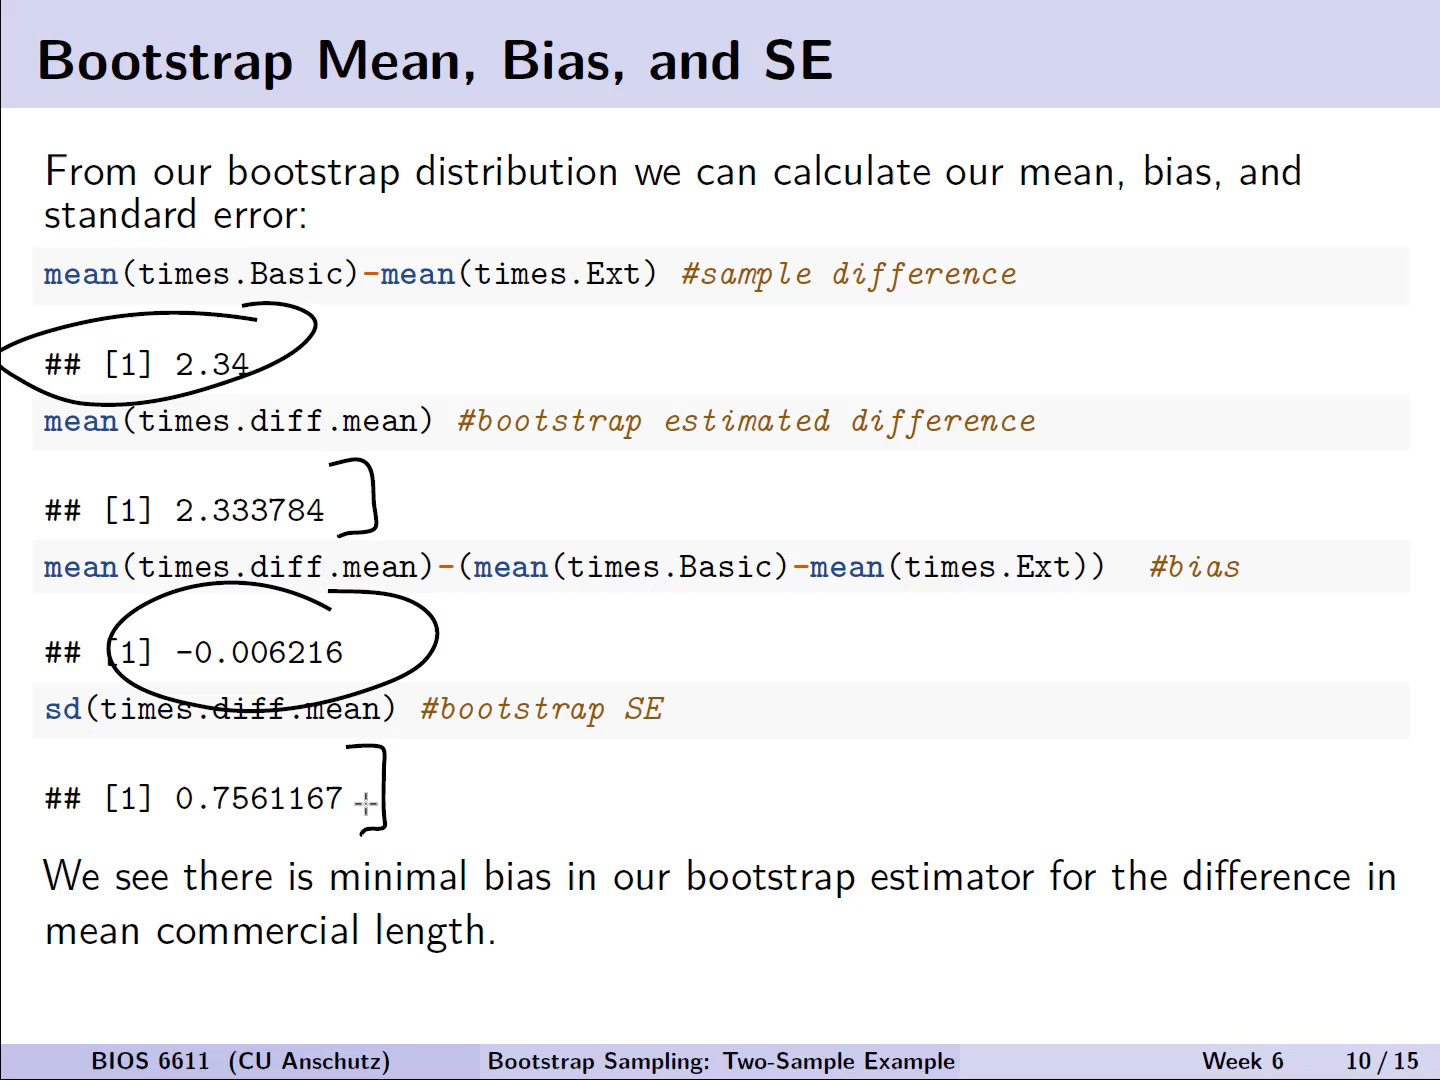 Bootstrap Mean, Bias, and SE
From our bootstrap distribution we can calculate our mean, bias, and
standard error:
mean(times.Basic)-mean(times.Ext) #sample difference
## [1] 2.34
mean(times.diff.mean) #bootstrap estimated difference
## [1] 2.333784
mean(times.diff.mean)-(mean(times.Basic)-mean(times.Ext)) #bias
## [1] -0.006216
sd(times.diff.mean) #bootstrap SE
## [1] 0.7561167
We see there is minimal bias in our bootstrap estimator for the difference in
mean commercial length.
BIOS 6611 (CU Anschutz) Bootstrap Sampling: Two-Sample Example Week 6 10 / 15